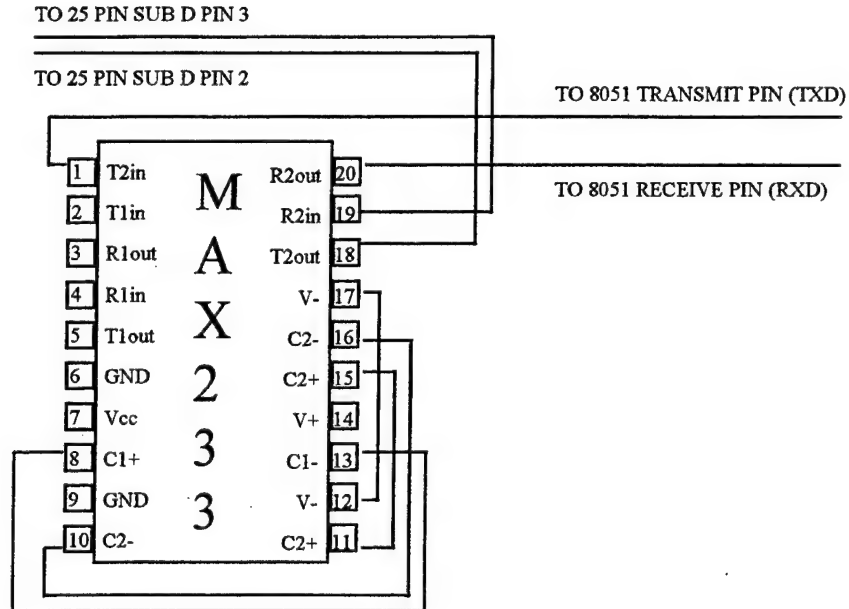 TO 25 PIN SUB D PIN 3
TO 25 PIN SUB D PIN 2
TO 8051 TRANSMIT PIN (TXD)
TO 8051 RECEIVE PIN (RXD)
MAX233
1 T2in
2 T1in
3 R1out
4 R1in
5 T1out
6 GND
7 Vcc
8 C1+
9 GND
10 C2-
R2out 20
R2in 19
T2out 18
V- 17
C2- 16
C2+ 15
V+ 14
C1- 13
V- 12
C2+ 11